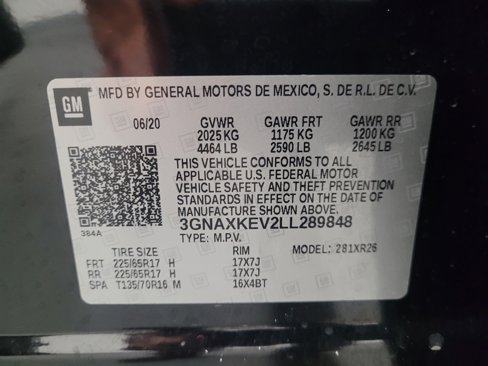 GM MFD BY GENERAL MOTORS DE MEXICO, S. DE R.L. DE C.V.
06/20 GVWR GAWR FRT GAWR RR
2025 KG 1175 KG 1200 KG
4464 LB 2590 LB 2645 LB
THIS VEHICLE CONFORMS TO ALL
APPLICABLE U.S. FEDERAL MOTOR
VEHICLE SAFETY AND THEFT PREVENTION
STANDARDS IN EFFECT ON THE DATE
OF MANUFACTURE SHOWN ABOVE.
384A
3GNAXKEV2LL289848
TYPE: M.P.V. MODEL: 281XR26
TIRE SIZE RIM
FRT 225/65R17 H 17X7J
RR 225/65R17 H 17X7J
SPA T135/70R16 M 16X4BT